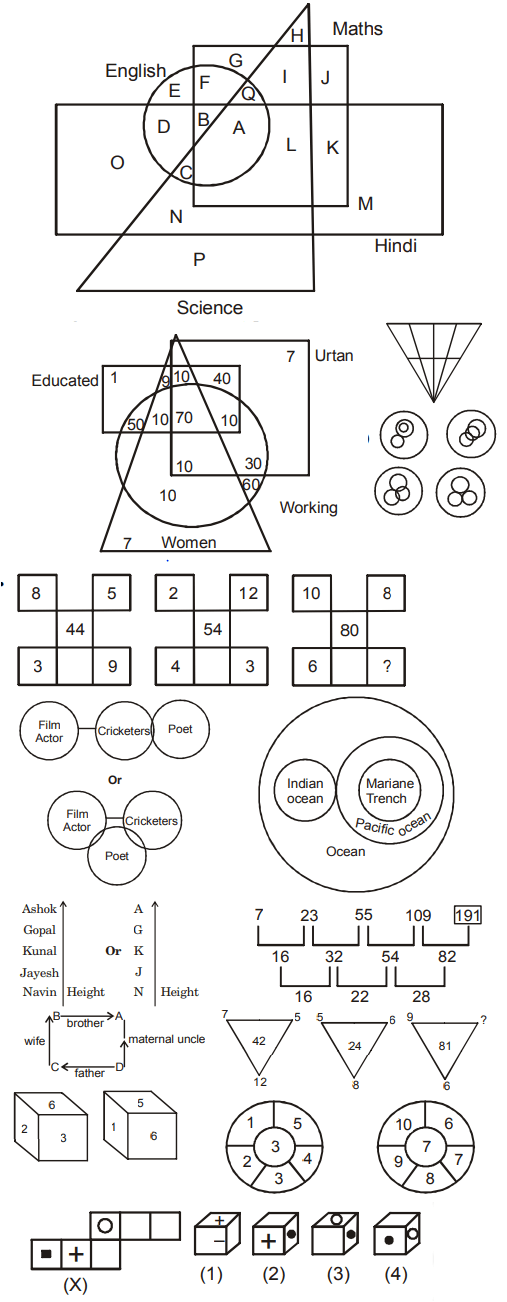 H
Maths
G
English
I
J
E
F
Q
D
B
A
L
K
O
C
M
N
Hindi
P
Science
7
Urtan
Educated
1
9
10
40
50
10
70
10
10
30
60
10
Working
7
Women
8 5
44
3 9
2 12
54
4 3
10 8
80
6 ?
Film
Actor
Cricketers
Poet
Or
Film
Actor
Cricketers
Poet
Indian
ocean
Mariane
Trench
Pacific ocean
Ocean
Ashok
Gopal
Kunal
Jayesh
Navin
Height
Or
A
G
K
J
N
Height
7 23 55 109 191
16 32 54 82
16 22 28
B
brother
A
wife
maternal uncle
C
father
D
7 5
42
12
5 6
24
8
9 ?
81
6
6
2
3
5
1
6
1 5
3
2 4
3
10 6
7
9 7
8
+
(X)
+
−
(1)
+
(2)
(3)
(4)